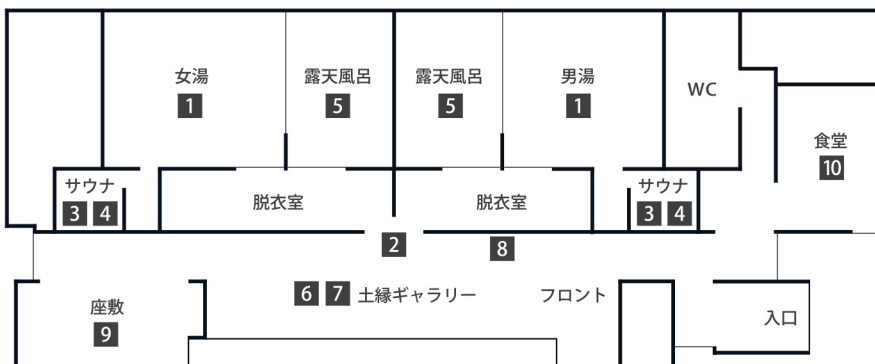 女湯
1
露天風呂
5
露天風呂
5
男湯
1
WC
食堂
10
サウナ
3 4
脱衣室
脱衣室
サウナ
3 4
2
8
6 7 土縁ギャラリー
フロント
座敷
9
入口